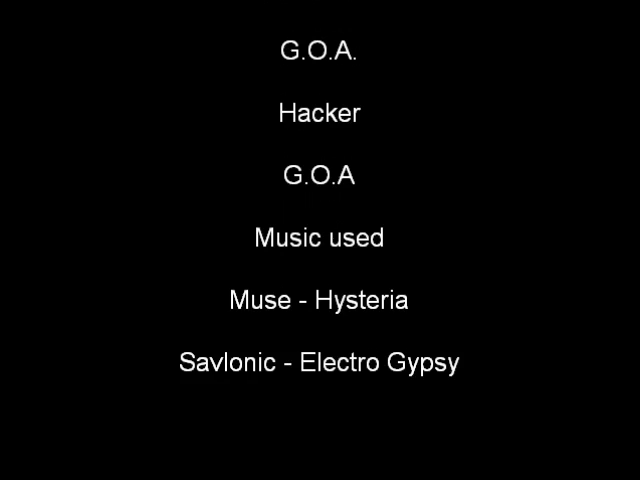 G.O.A.
Hacker
G.O.A
Music used
Muse - Hysteria
Savlonic - Electro Gypsy